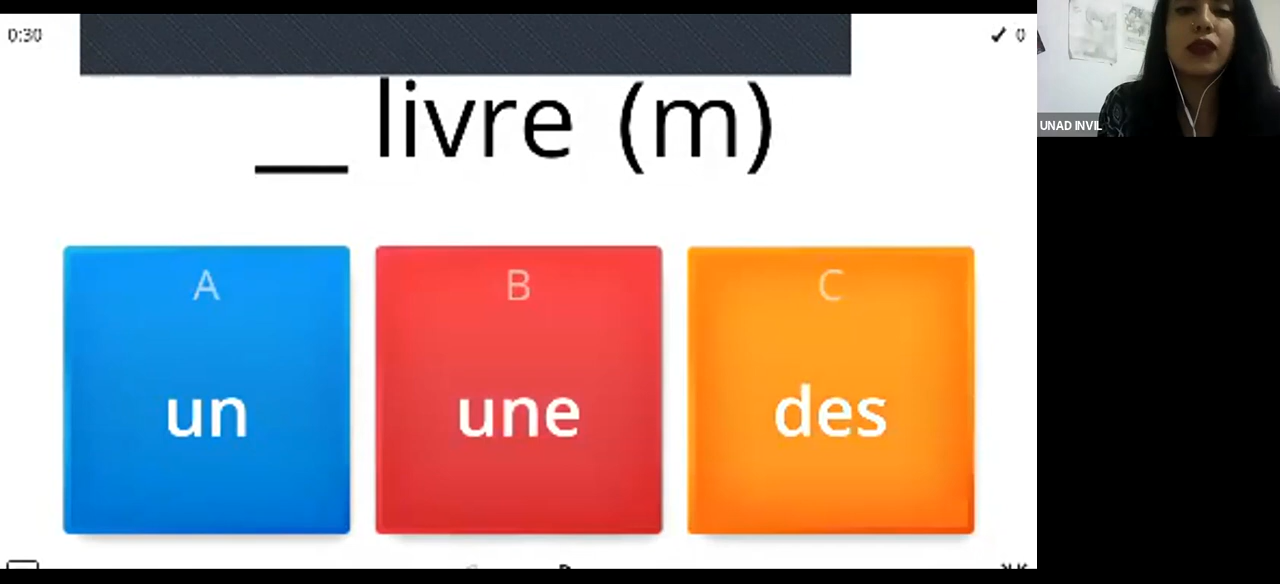 0:30
✓ 0
__ livre (m)
A
B
C
un
une
des
UNAD INVIL